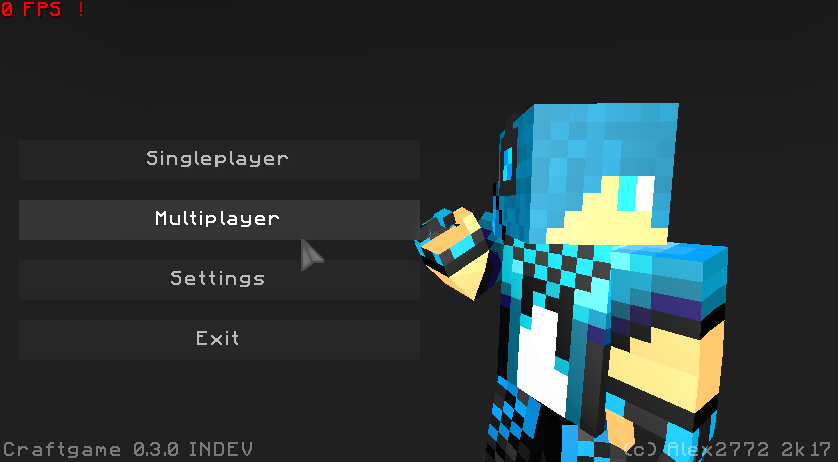 0 FPS !
Singleplayer
Multiplayer
Settings
Exit
Craftgame 0.3.0 INDEV
(c) Alex2772 2k17